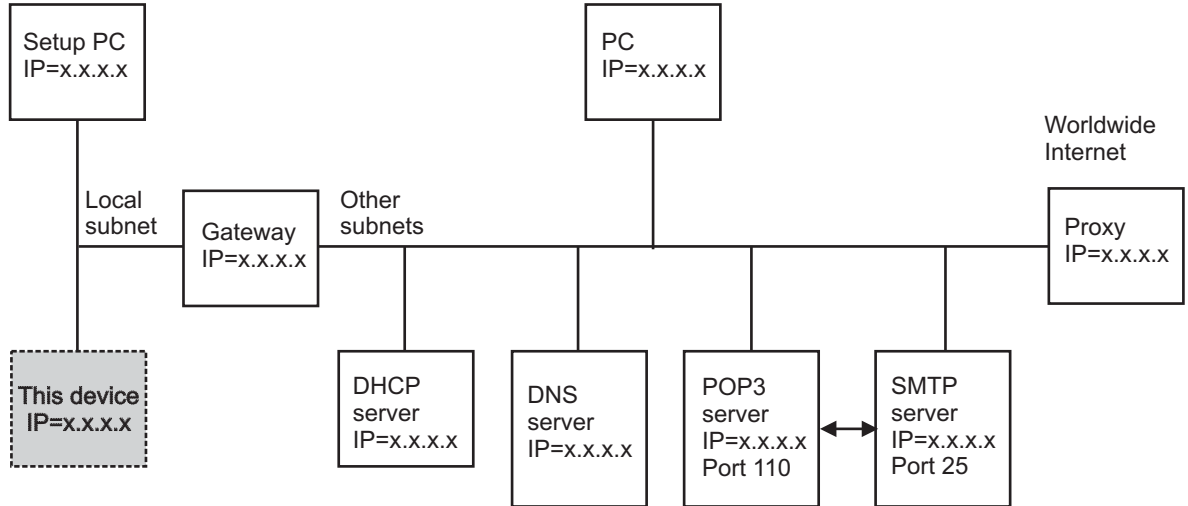 Setup PC
IP=x.x.x.x
PC
IP=x.x.x.x
Worldwide
Internet
Local
subnet
Gateway
IP=x.x.x.x
Other
subnets
Proxy
IP=x.x.x.x
This device
IP=x.x.x.x
DHCP
server
IP=x.x.x.x
DNS
server
IP=x.x.x.x
POP3
server
IP=x.x.x.x
Port 110
SMTP
server
IP=x.x.x.x
Port 25